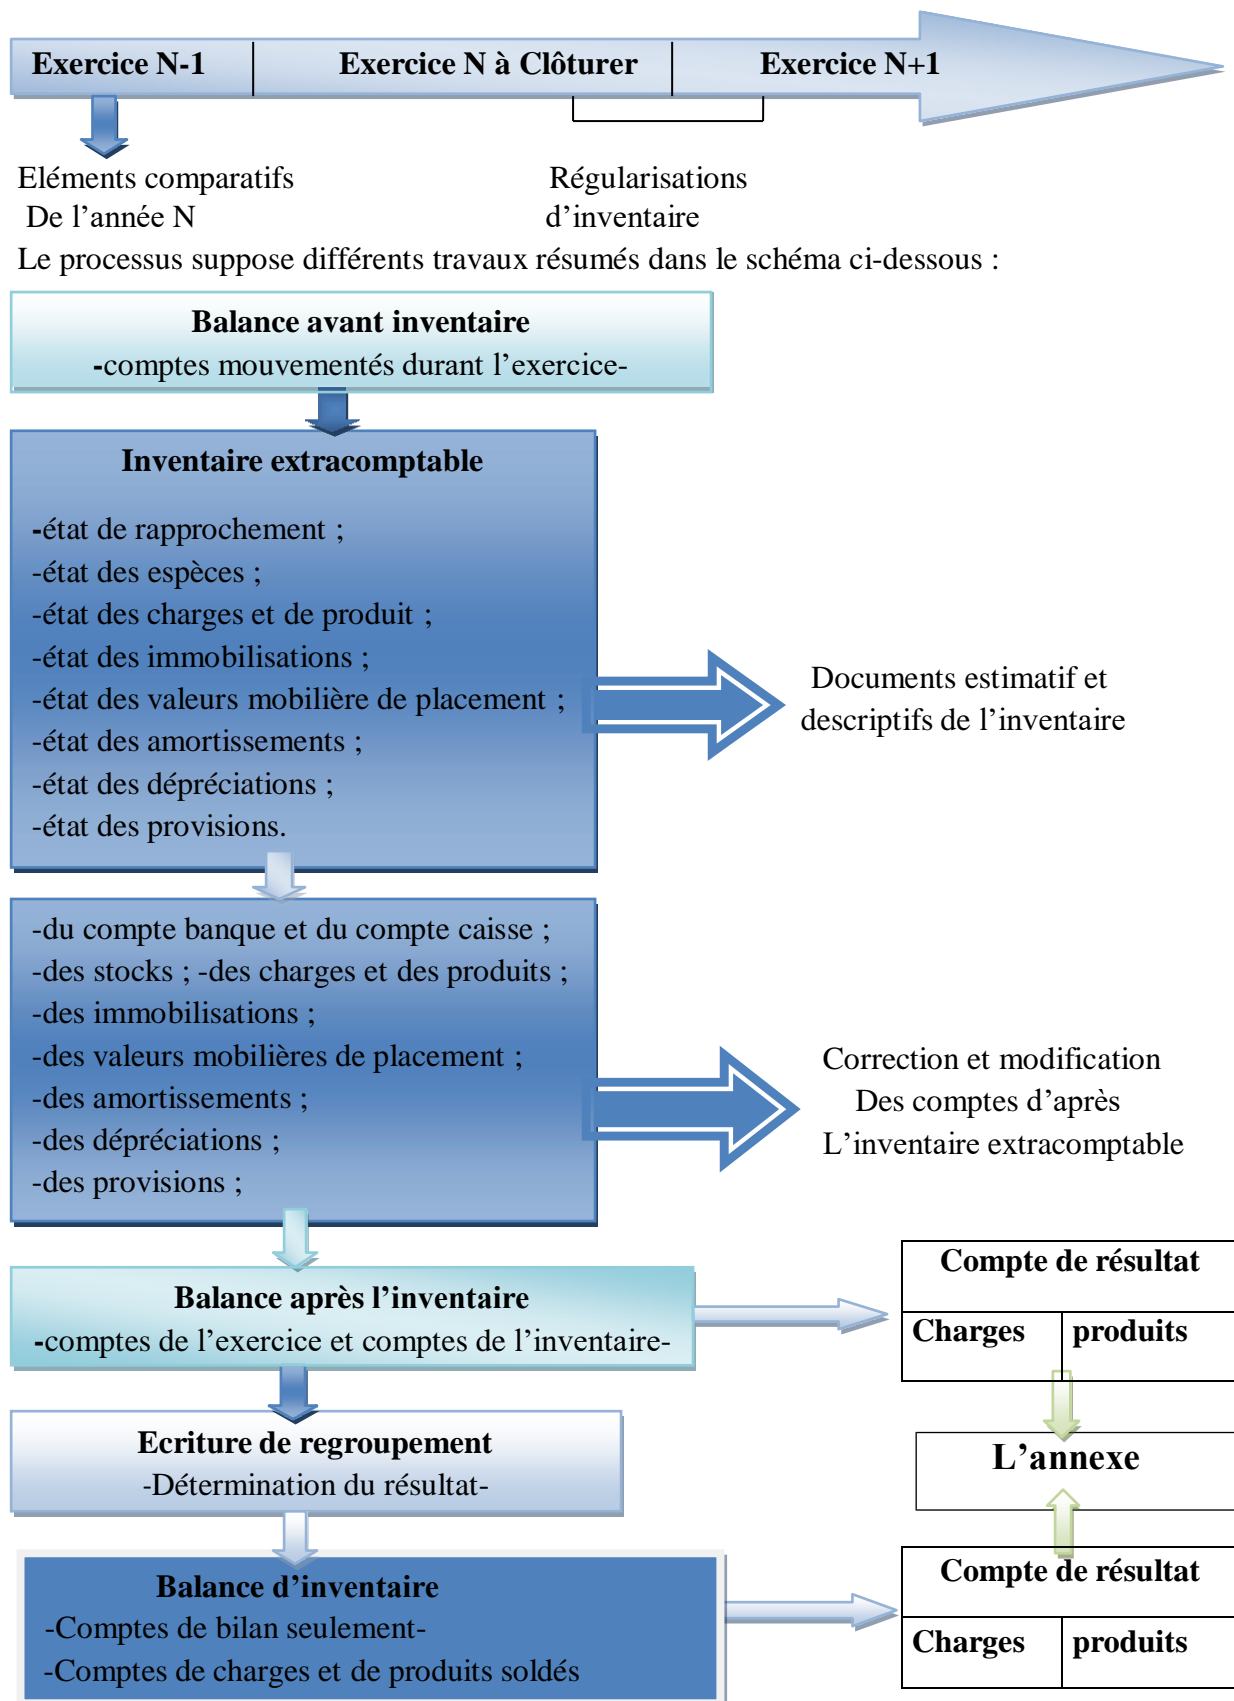 Exercice N-1
Exercice N à Clôturer
Exercice N+1
Eléments comparatifs
De l’année N
Régularisations
d’inventaire
Le processus suppose différents travaux résumés dans le schéma ci-dessous :
Balance avant inventaire
-comptes mouvementés durant l’exercice-
Inventaire extracomptable
-état de rapprochement ;
-état des espèces ;
-état des charges et de produit ;
-état des immobilisations ;
-état des valeurs mobilière de placement ;
-état des amortissements ;
-état des dépréciations ;
-état des provisions.
Documents estimatif et
descriptifs de l’inventaire
-du compte banque et du compte caisse ;
-des stocks ; -des charges et des produits ;
-des immobilisations ;
-des valeurs mobilières de placement ;
-des amortissements ;
-des dépréciations ;
-des provisions ;
Correction et modification
Des comptes d’après
L’inventaire extracomptable
Balance après l’inventaire
-comptes de l’exercice et comptes de l’inventaire-
Compte de résultat
Charges
produits
Ecriture de regroupement
-Détermination du résultat-
L’annexe
Balance d’inventaire
-Comptes de bilan seulement-
-Comptes de charges et de produits soldés
Compte de résultat
Charges
produits